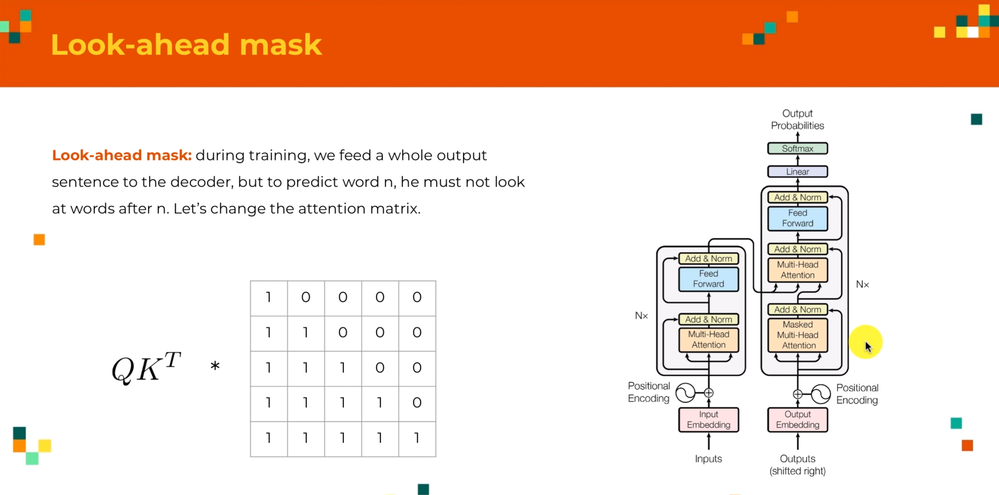 Look-ahead mask
Look-ahead mask: during training, we feed a whole output
sentence to the decoder, but to predict word n, he must not look
at words after n. Let's change the attention matrix.
QK^T *
1 0 0 0 0
1 1 0 0 0
1 1 1 0 0
1 1 1 1 0
1 1 1 1 1
Output
Probabilities
Softmax
Linear
Add & Norm
Feed
Forward
Add & Norm
Multi-Head
Attention
Nx
Add & Norm
Masked
Multi-Head
Attention
Add & Norm
Feed
Forward
Nx
Add & Norm
Multi-Head
Attention
Positional
Encoding
Positional
Encoding
Input
Embedding
Output
Embedding
Inputs
Outputs
(shifted right)